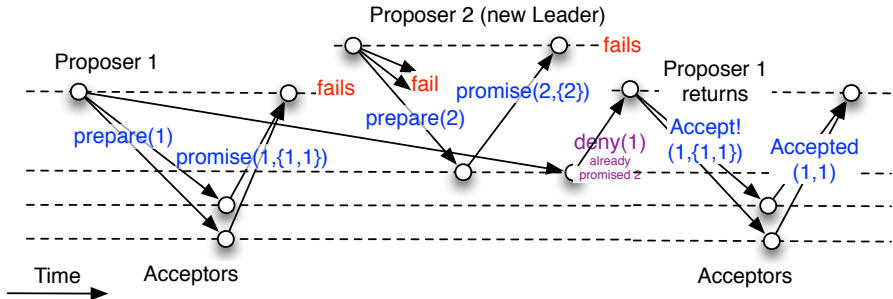 Proposer 2 (new Leader)
Proposer 1
fails
fails
fail
Proposer 1
returns
prepare(1)
promise(1,{1,1})
prepare(2)
promise(2,{2})
deny(1)
already
promised 2
Accept!
(1,{1,1})
Accepted
(1,1)
Time
Acceptors
Acceptors